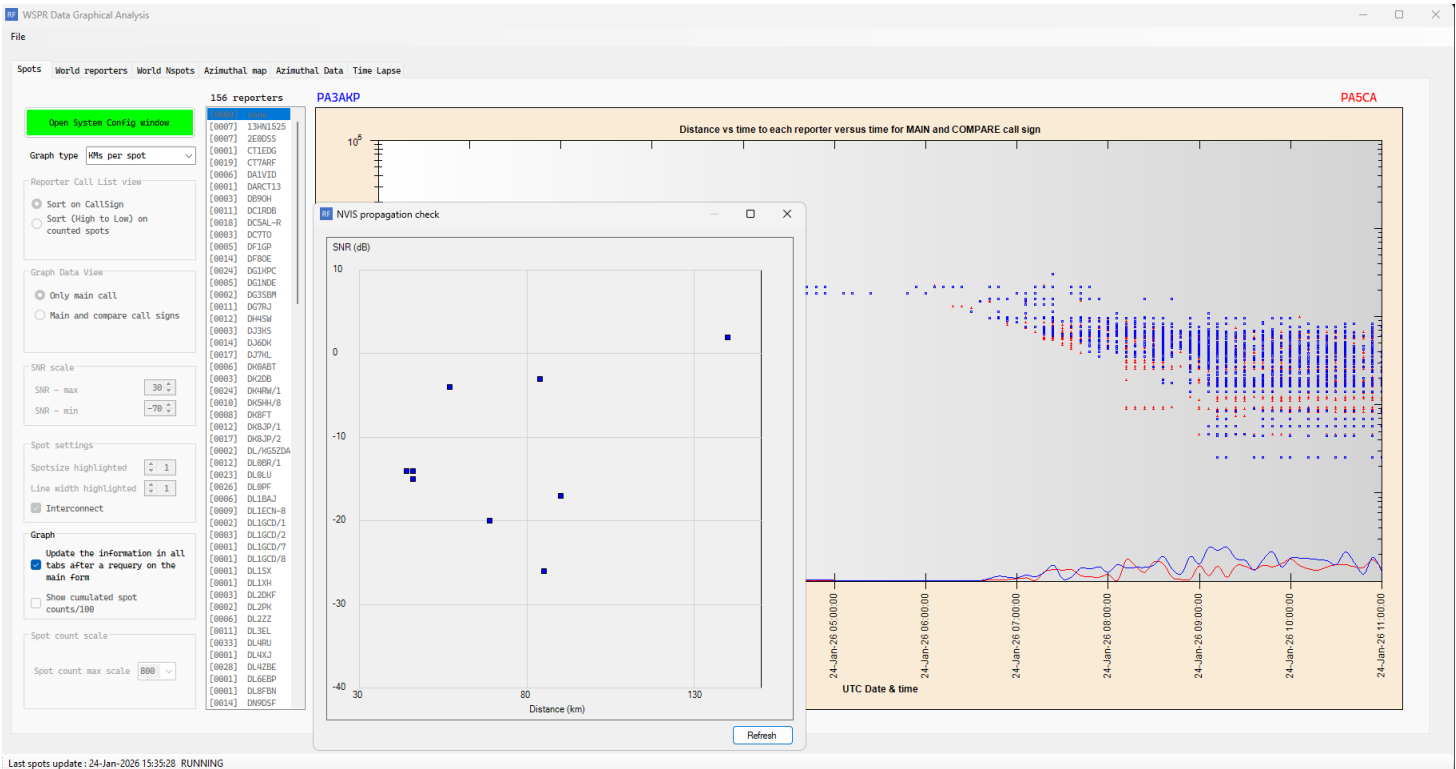 RF WSPR Data Graphical Analysis
File
Spots World reporters World Nspots Azimuthal map Azimuthal Data Time Lapse
Open System Config window
Graph type KMs per spot
Reporter Call List view
Sort on CallSign
Sort (High to Low) on
counted spots
Graph Data View
Only main call
Main and compare call signs
SNR scale
SNR - max 30
SNR - min -70
Spot settings
Spotsize highlighted 1
Line width highlighted 1
Interconnect
Graph
Update the information in all
tabs after a requery on the
main form
Show cumulated spot
counts/100
Spot count scale
Spot count max scale 800
156 reporters
[0007] 13HN1525
[0007] 2E0DSS
[0001] CT1EDG
[0019] CT7ARF
[0006] DA1VID
[0001] DARCT13
[0003] DB9OH
[0011] DC1RDB
[0018] DC5AL-R
[0003] DC7TO
[0005] DF1GP
[0014] DF8OE
[0024] DG1HPC
[0005] DG1NDE
[0002] DG3SBM
[0011] DG7RJ
[0012] DH4SW
[0003] DJ3KS
[0014] DJ6DK
[0017] DJ7KL
[0006] DK0ABT
[0003] DK2DB
[0024] DK4RW/1
[0010] DK5HH/8
[0008] DK8FT
[0012] DK8JP/1
[0017] DK8JP/2
[0002] DL/KG5ZDA
[0012] DL0BR/1
[0023] DL0LU
[0026] DL0PF
[0006] DL1BAJ
[0009] DL1ECN-8
[0002] DL1GCD/1
[0003] DL1GCD/2
[0001] DL1GCD/7
[0001] DL1GCD/8
[0001] DL1SX
[0001] DL1XH
[0003] DL2DKF
[0002] DL2PK
[0006] DL2ZZ
[0011] DL3EL
[0033] DL4RU
[0001] DL4XJ
[0028] DL4ZBE
[0001] DL6EBP
[0001] DL8FBN
[0014] DN9DSF
PA3AKP
PA5CA
Distance vs time to each reporter versus time for MAIN and COMPARE call sign
10⁵
RF NVIS propagation check
SNR (dB)
10
0
-10
-20
-30
-40
30 80 130
Distance (km)
Refresh
24-Jan-26 05:00:00
24-Jan-26 06:00:00
24-Jan-26 07:00:00
24-Jan-26 08:00:00
24-Jan-26 09:00:00
24-Jan-26 10:00:00
24-Jan-26 11:00:00
UTC Date & time
Last spots update : 24-Jan-2026 15:35:28 RUNNING